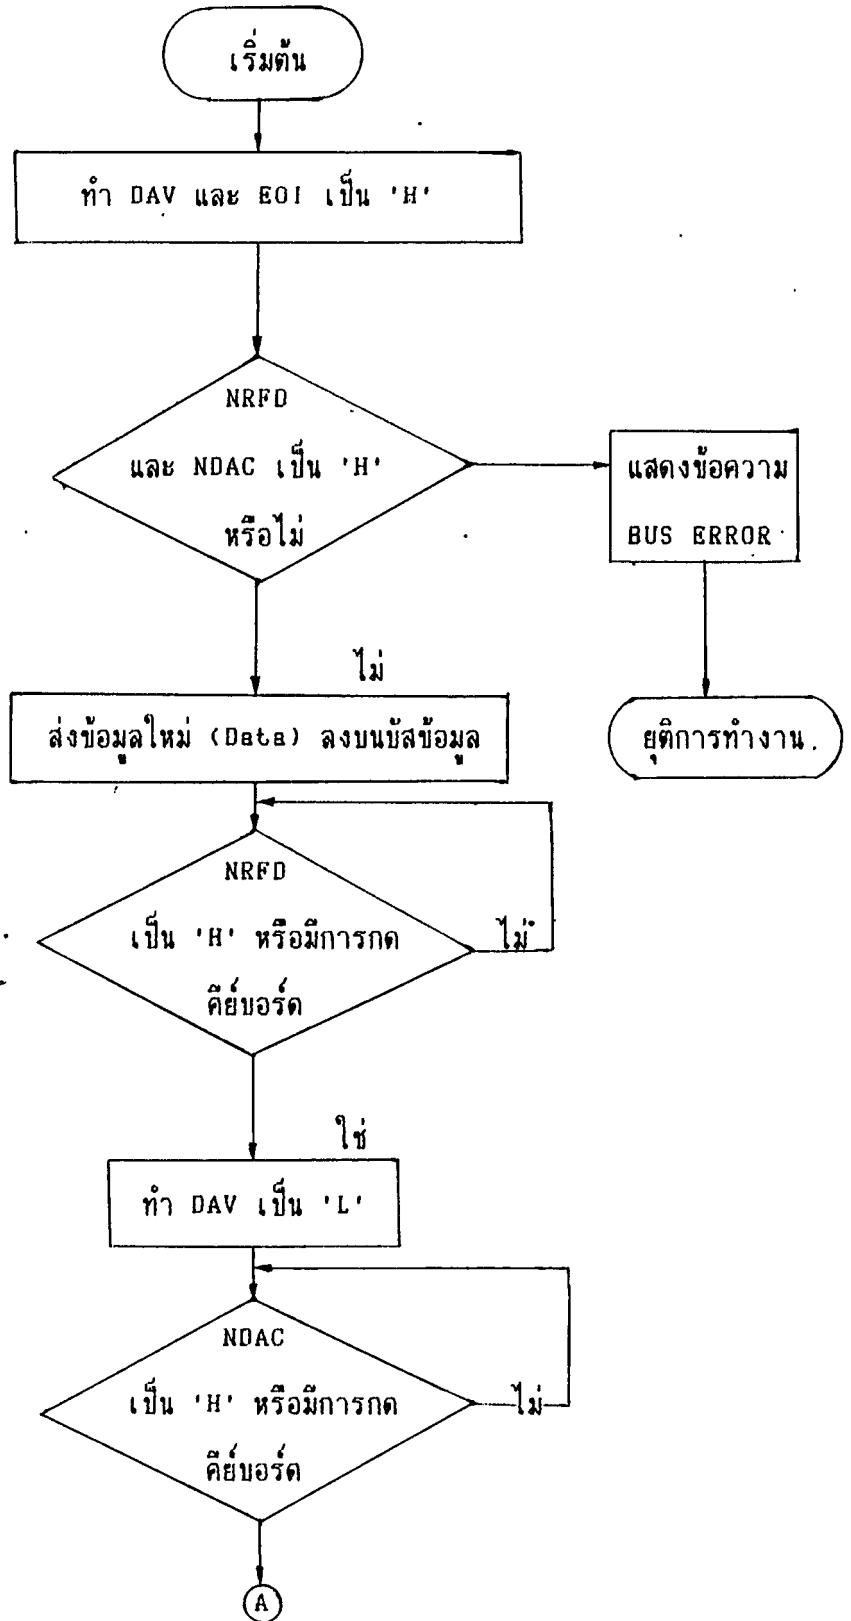 เริ่มต้น
ทำ DAV และ EOI เป็น 'H'
NRFD
และ NDAC เป็น 'H'
หรือไม่
แสดงข้อความ
BUS ERROR
ไม่
ส่งข้อมูลใหม่ (Data) ลงบนบัสข้อมูล
ยุติการทำงาน
NRFD
เป็น 'H' หรือมีการกด
ไม่
คีย์บอร์ด
ใช่
ทำ DAV เป็น 'L'
NDAC
เป็น 'H' หรือมีการกด
ไม่
คีย์บอร์ด
A